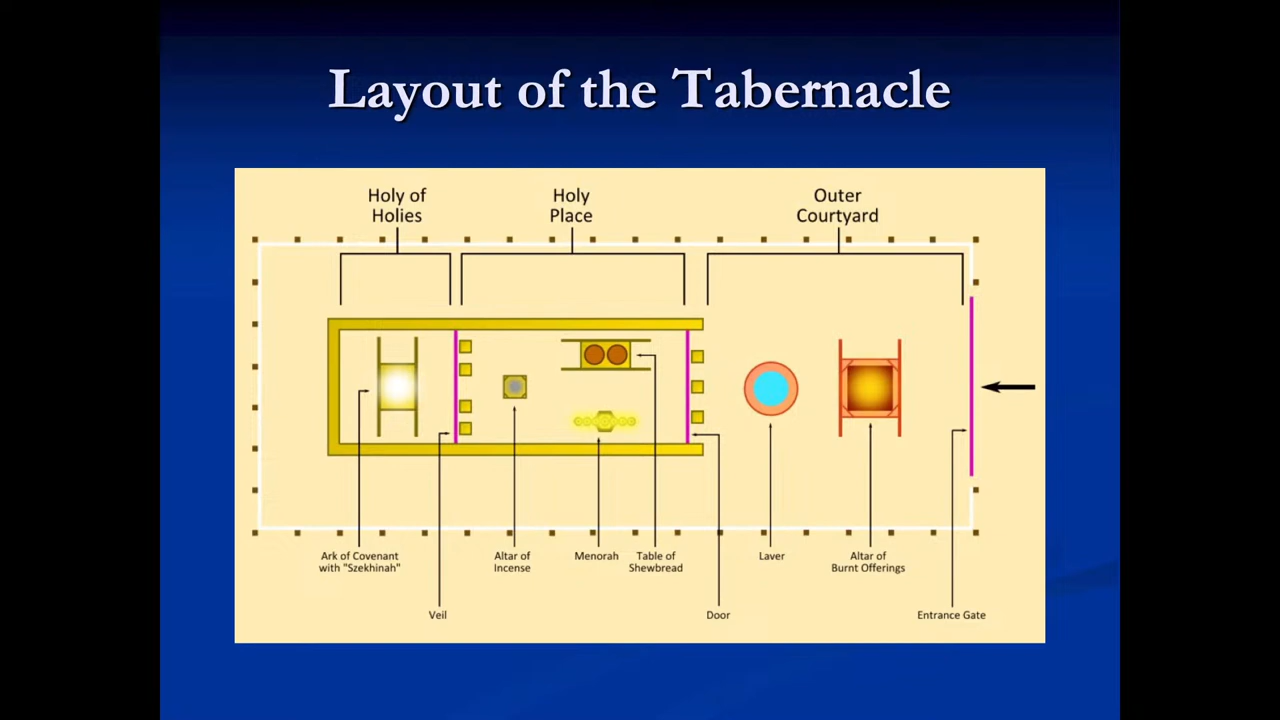 Layout of the Tabernacle
Holy of
Holies
Holy
Place
Outer
Courtyard
Ark of Covenant
with "Szekhinah"
Altar of
Incense
Menorah
Table of
Shewbread
Laver
Altar of
Burnt Offerings
Veil
Door
Entrance Gate